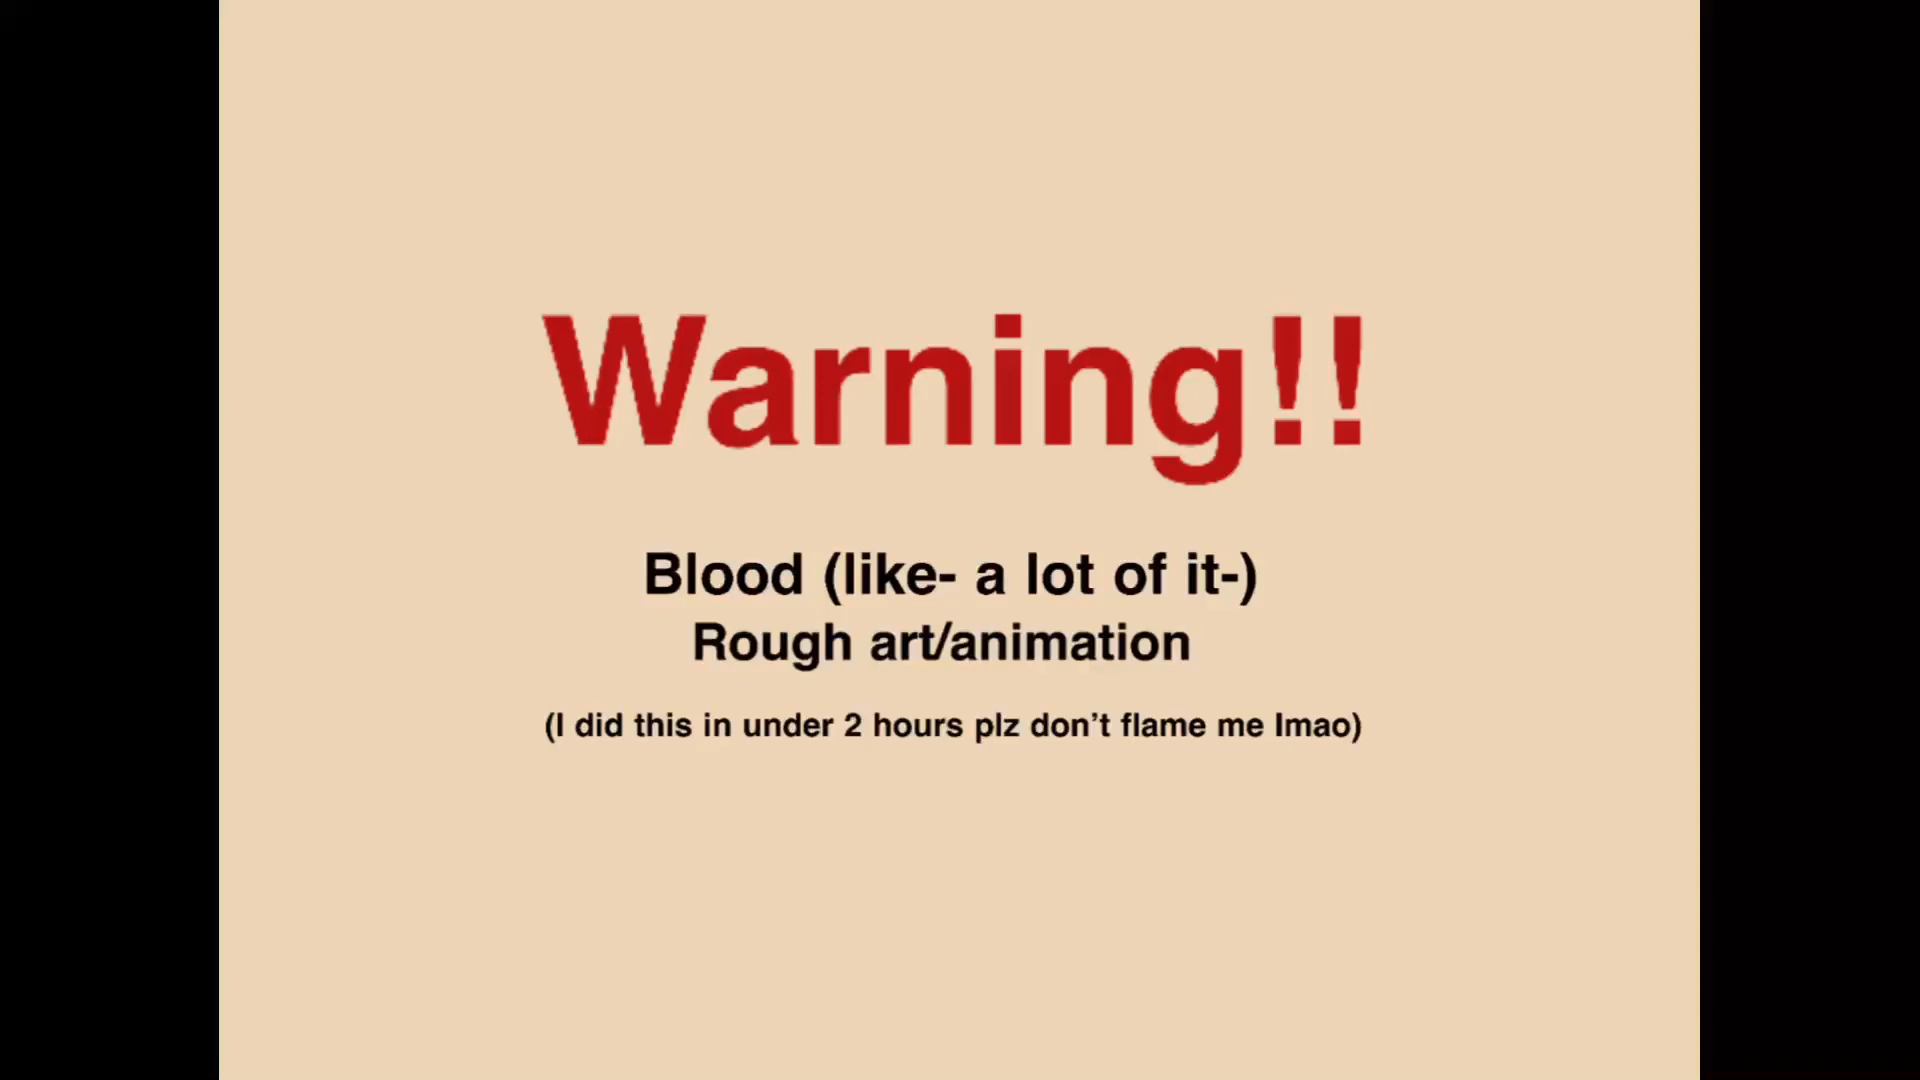 Warning!!
Blood (like- a lot of it-)
Rough art/animation
(I did this in under 2 hours plz don’t flame me lmao)